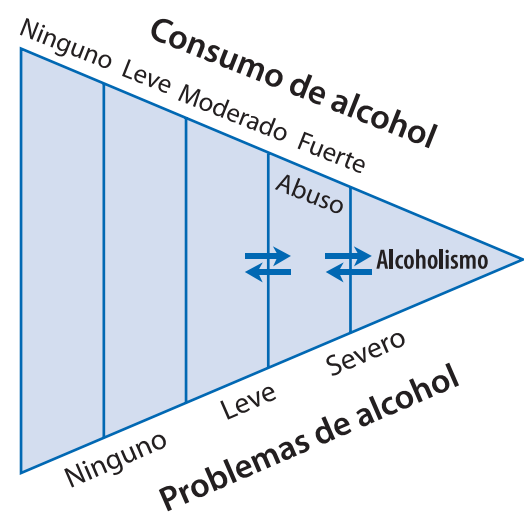 Consumo de alcohol
Ninguno Leve Moderado Fuerte
Abuso
Alcoholismo
Ninguno Leve Severo
Problemas de alcohol